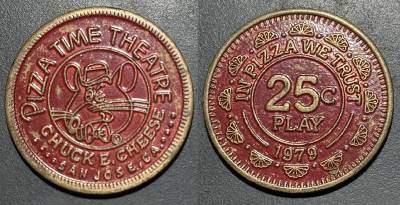 PIZZA TIME THEATRE
CHUCK E. CHEESE
SAN JOSE, CA.
IN PIZZA WE TRUST
25¢
PLAY
1979